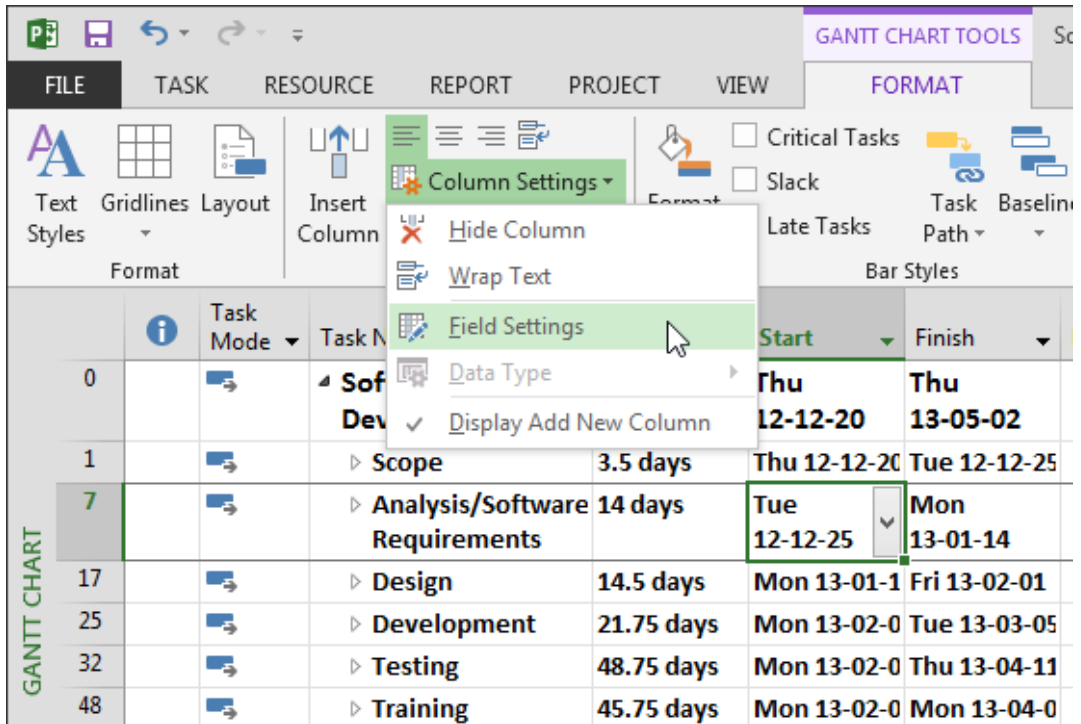 GANTT CHART TOOLS
FILE TASK RESOURCE REPORT PROJECT VIEW FORMAT
Text Styles
Gridlines
Layout
Insert Column
Column Settings
Critical Tasks
Slack
Late Tasks
Task Path
Format
Bar Styles
Hide Column
Wrap Text
Field Settings
Data Type
Display Add New Column
Task Mode
Start
Finish
0 Thu 12-12-20 Thu 13-05-02
1 Scope 3.5 days Thu 12-12-20 Tue 12-12-25
7 Analysis/Software Requirements 14 days Tue 12-12-25 Mon 13-01-14
17 Design 14.5 days Mon 13-01-1 Fri 13-02-01
25 Development 21.75 days Mon 13-02-0 Tue 13-03-05
32 Testing 48.75 days Mon 13-02-0 Thu 13-04-11
48 Training 45.75 days Mon 13-02-0 Mon 13-04-0
GANTT CHART